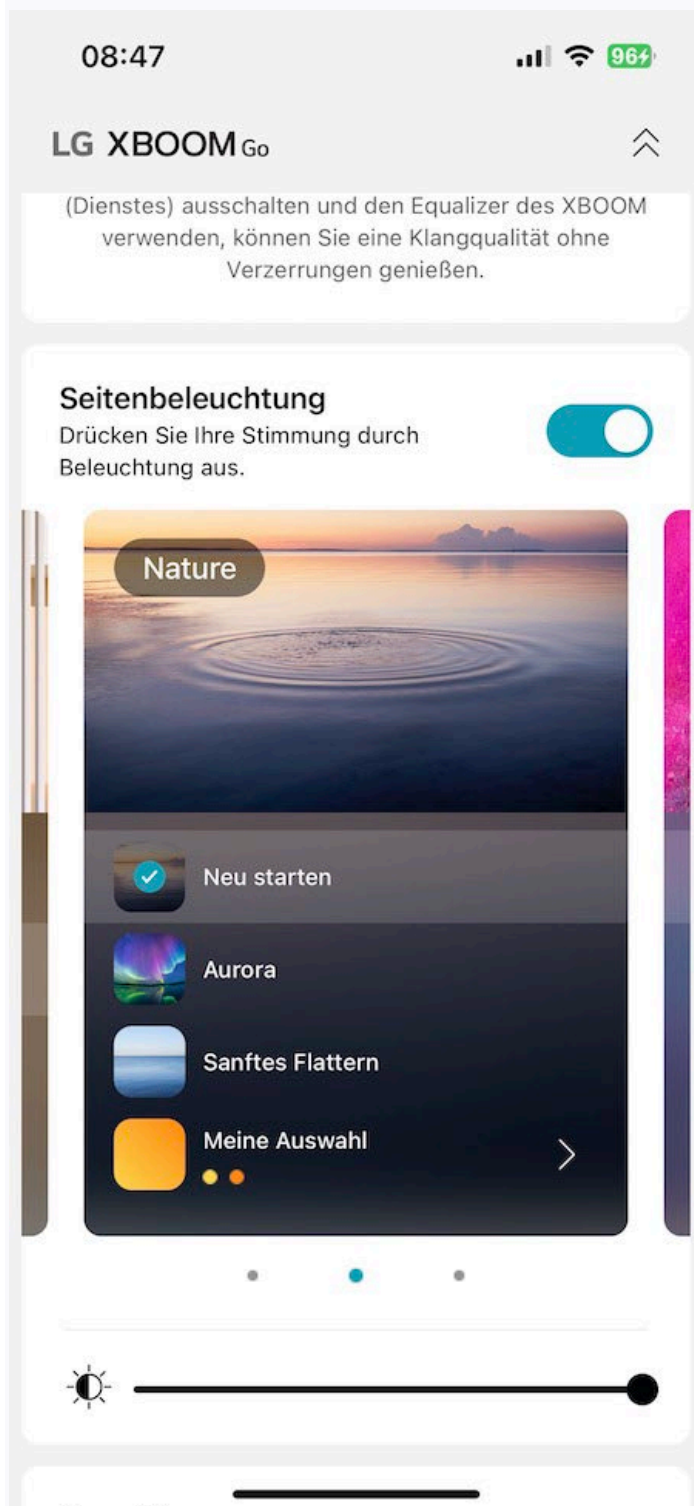 08:47
96
LG XBOOM Go
(Dienstes) ausschalten und den Equalizer des XBOOM
verwenden, können Sie eine Klangqualität ohne
Verzerrungen genießen.
Seitenbeleuchtung
Drücken Sie Ihre Stimmung durch
Beleuchtung aus.
Nature
Neu starten
Aurora
Sanftes Flattern
Meine Auswahl